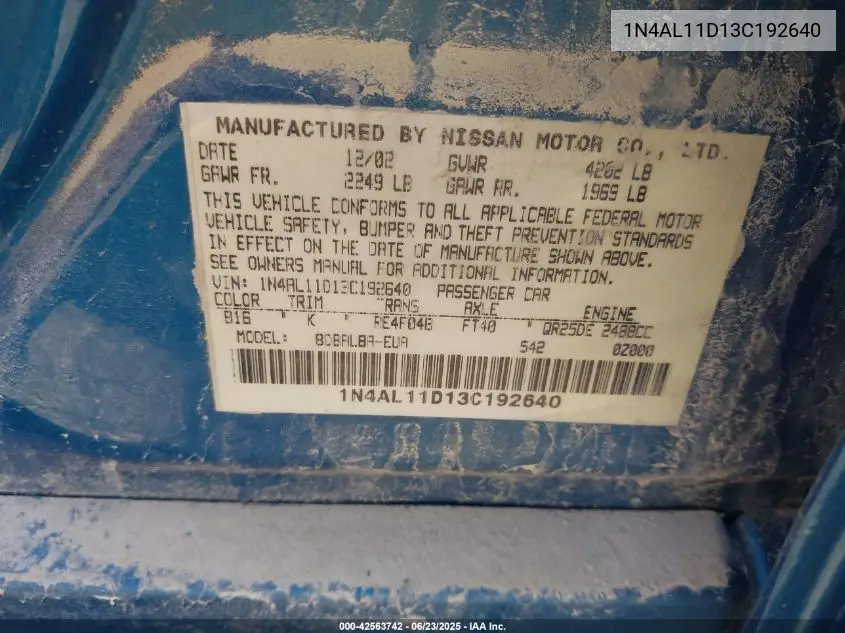 1N4AL11D13C192640
MANUFACTURED BY NISSAN MOTOR CO., LTD.
DATE 12/02 GVWR 4262 LB
GAWR FR. 2249 LB GAWR RR. 1969 LB
THIS VEHICLE CONFORMS TO ALL APPLICABLE FEDERAL MOTOR
VEHICLE SAFETY, BUMPER AND THEFT PREVENTION STANDARDS
IN EFFECT ON THE DATE OF MANUFACTURE SHOWN ABOVE.
SEE OWNERS MANUAL FOR ADDITIONAL INFORMATION.
VIN: 1N4AL11D13C192640 PASSENGER CAR
COLOR TRIM TRANS AXLE ENGINE
B16 " K " RE4F04B FT40 " QR25DE 2488CC
MODEL: BDBALBA-EUA S42 0Z000
1N4AL11D13C192640
000-42563742 - 06/23/2025 - IAA Inc.